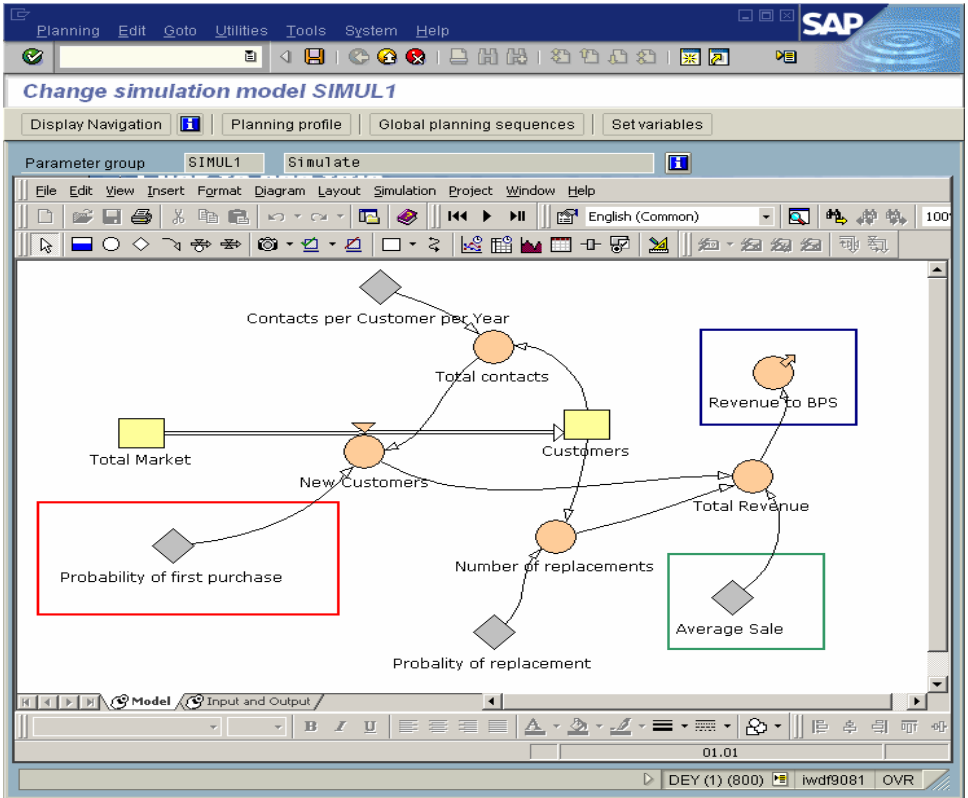 Planning Edit Goto Utilities Tools System Help
SAP
Change simulation model SIMUL1
Display Navigation Planning profile Global planning sequences Set variables
Parameter group SIMUL1 Simulate
File Edit View Insert Format Diagram Layout Simulation Project Window Help
English (Common) 100
Contacts per Customer per Year
Total contacts
Revenue to BPS
Total Market
Customers
New Customers
Total Revenue
Number of replacements
Probability of first purchase
Average Sale
Probality of replacement
Model Input and Output
B I U A
01.01
DEY (1) (800) iwdf9081 OVR